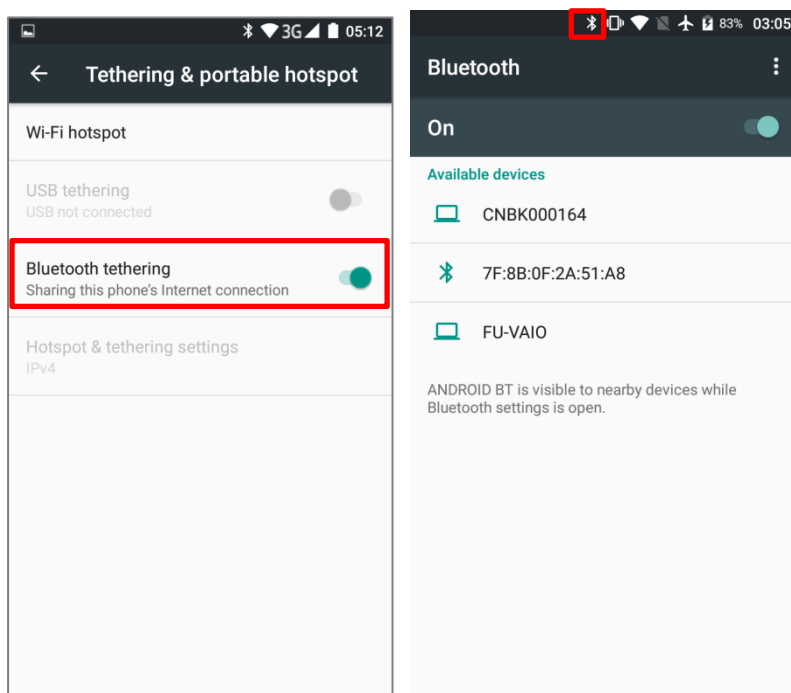 3G 05:12
Tethering & portable hotspot
Wi-Fi hotspot
USB tethering
USB not connected
Bluetooth tethering
Sharing this phone's Internet connection
Hotspot & tethering settings
IPv4
83% 03:05
Bluetooth
On
Available devices
CNBK000164
7F:8B:0F:2A:51:A8
FU-VAIO
ANDROID BT is visible to nearby devices while
Bluetooth settings is open.